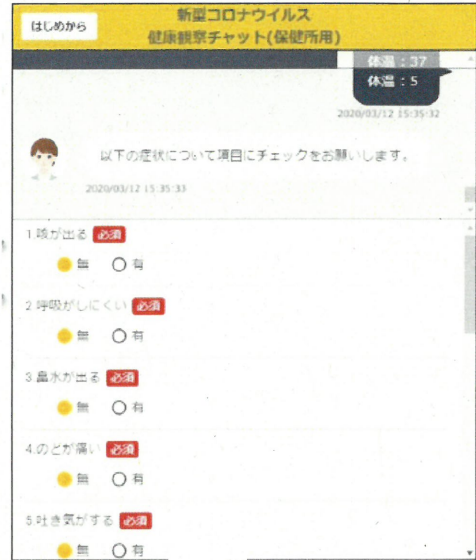 はじめから
新型コロナウイルス
健康観察チャット(保健所用)
体温：37
体温：5
2020/03/12 15:35:32
以下の症状について項目にチェックをお願いします。
2020/03/12 15:35:33
1.咳が出る 必須
無 有
2.呼吸がしにくい 必須
無 有
3.鼻水が出る 必須
無 有
4.のどが痛い 必須
無 有
5.吐き気がする 必須
無 有